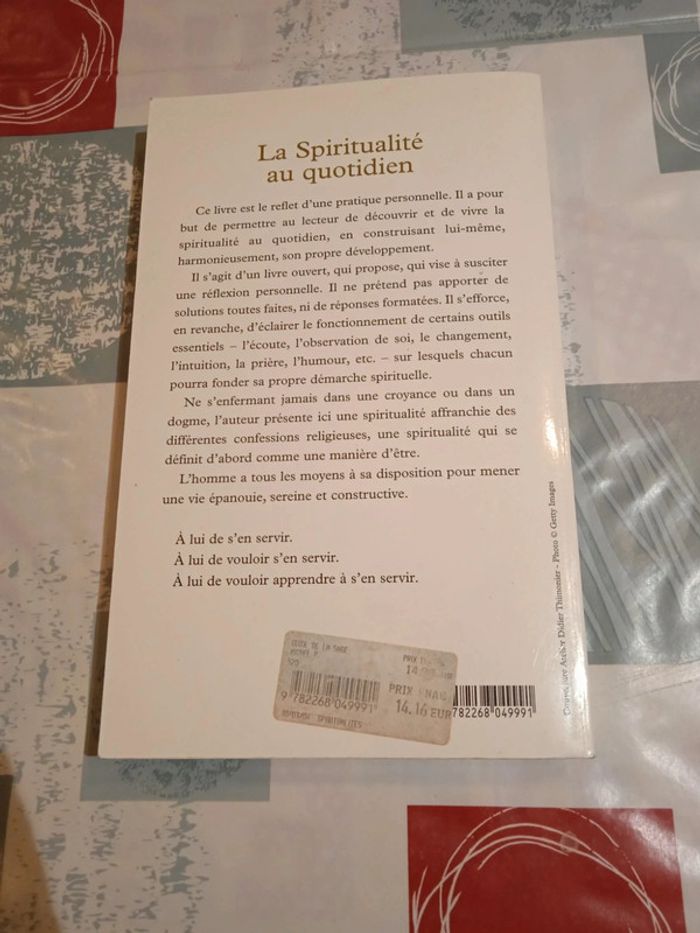 La Spiritualité
au quotidien
Ce livre est le reflet d'une pratique personnelle. Il a pour
but de permettre au lecteur de découvrir et de vivre la
spiritualité au quotidien, en construisant lui-même,
harmonieusement, son propre développement.
Il s'agit d'un livre ouvert, qui propose, qui vise à susciter
une réflexion personnelle. Il ne prétend pas apporter de
solutions toutes faites, ni de réponses formatées. Il s'efforce,
en revanche, d'éclairer le fonctionnement de certains outils
essentiels – l'écoute, l'observation de soi, le changement,
l'intuition, la prière, l'humour, etc. – sur lesquels chacun
pourra fonder sa propre démarche spirituelle.
Ne s'enfermant jamais dans une croyance ou dans un
dogme, l'auteur présente ici une spiritualité affranchie des
différentes confessions religieuses, une spiritualité qui se
définit d'abord comme une manière d'être.
L'homme a tous les moyens à sa disposition pour mener
une vie épanouie, sereine et constructive.
À lui de s'en servir.
À lui de vouloir s'en servir.
À lui de vouloir apprendre à s'en servir.
Couverture Atelier Didier Thimonier - Photo © Getty Images
PRIX
PRIX FNAC
14.16 EUR
9 782268 049991
SPIRITUALITES
782268 049991